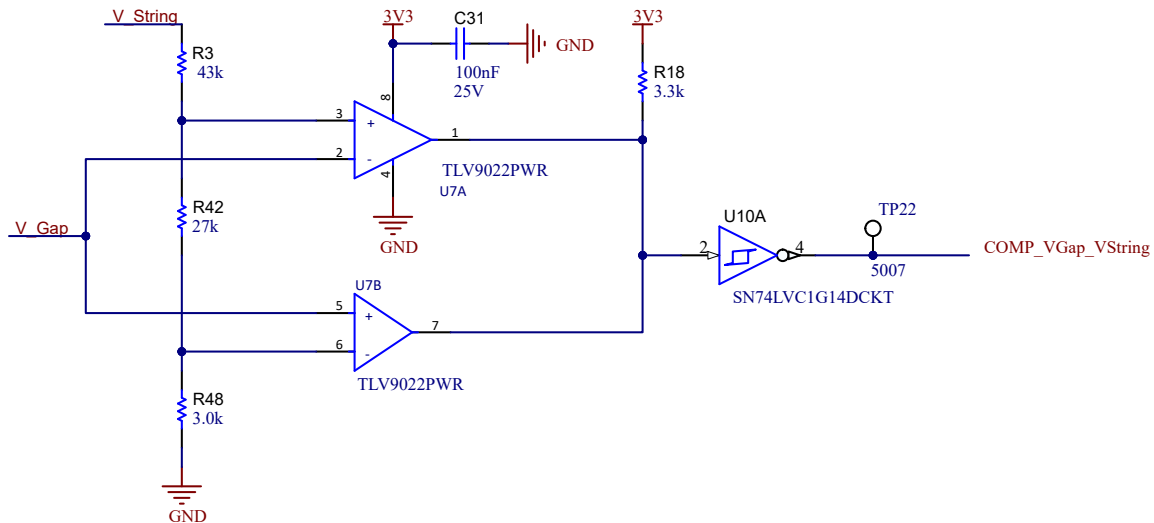 V_String
R3
43k
3V3
C31
100nF
25V
GND
3V3
R18
3.3k
3
+
2
-
8
4
1
TLV9022PWR
U7A
GND
V_Gap
R42
27k
U7B
5
+
6
-
7
TLV9022PWR
R48
3.0k
GND
U10A
2
4
SN74LVC1G14DCKT
TP22
5007
COMP_VGap_VString